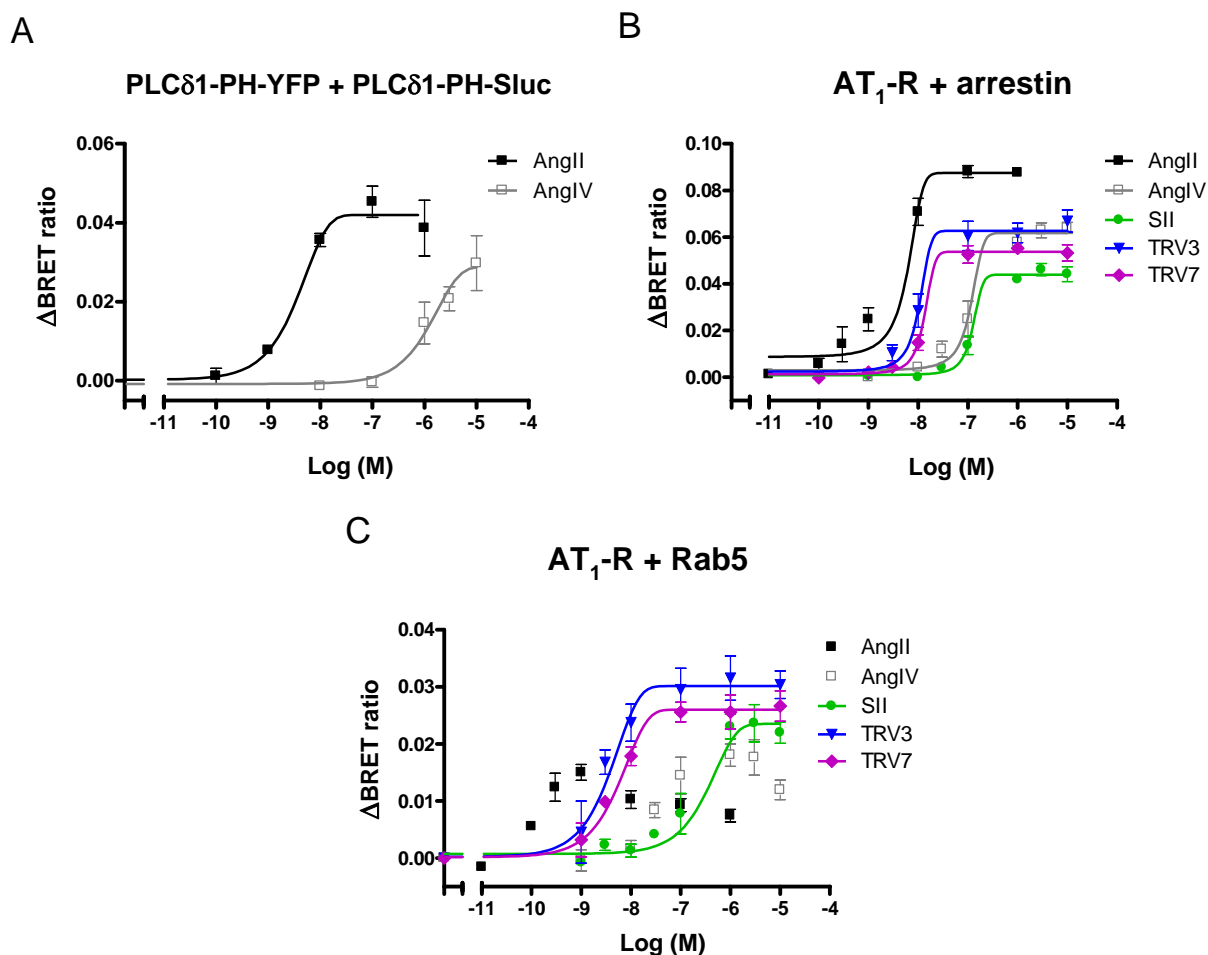 A
PLCδ1-PH-YFP + PLCδ1-PH-Sluc
0.06
0.04
0.02
0.00
ΔBRET ratio
-11 -10 -9 -8 -7 -6 -5 -4
Log (M)
AngII
AngIV
B
AT₁-R + arrestin
0.10
0.08
0.06
0.04
0.02
0.00
ΔBRET ratio
-11 -10 -9 -8 -7 -6 -5 -4
Log (M)
AngII
AngIV
SII
TRV3
TRV7
C
AT₁-R + Rab5
0.04
0.03
0.02
0.01
0.00
ΔBRET ratio
-11 -10 -9 -8 -7 -6 -5 -4
Log (M)
AngII
AngIV
SII
TRV3
TRV7